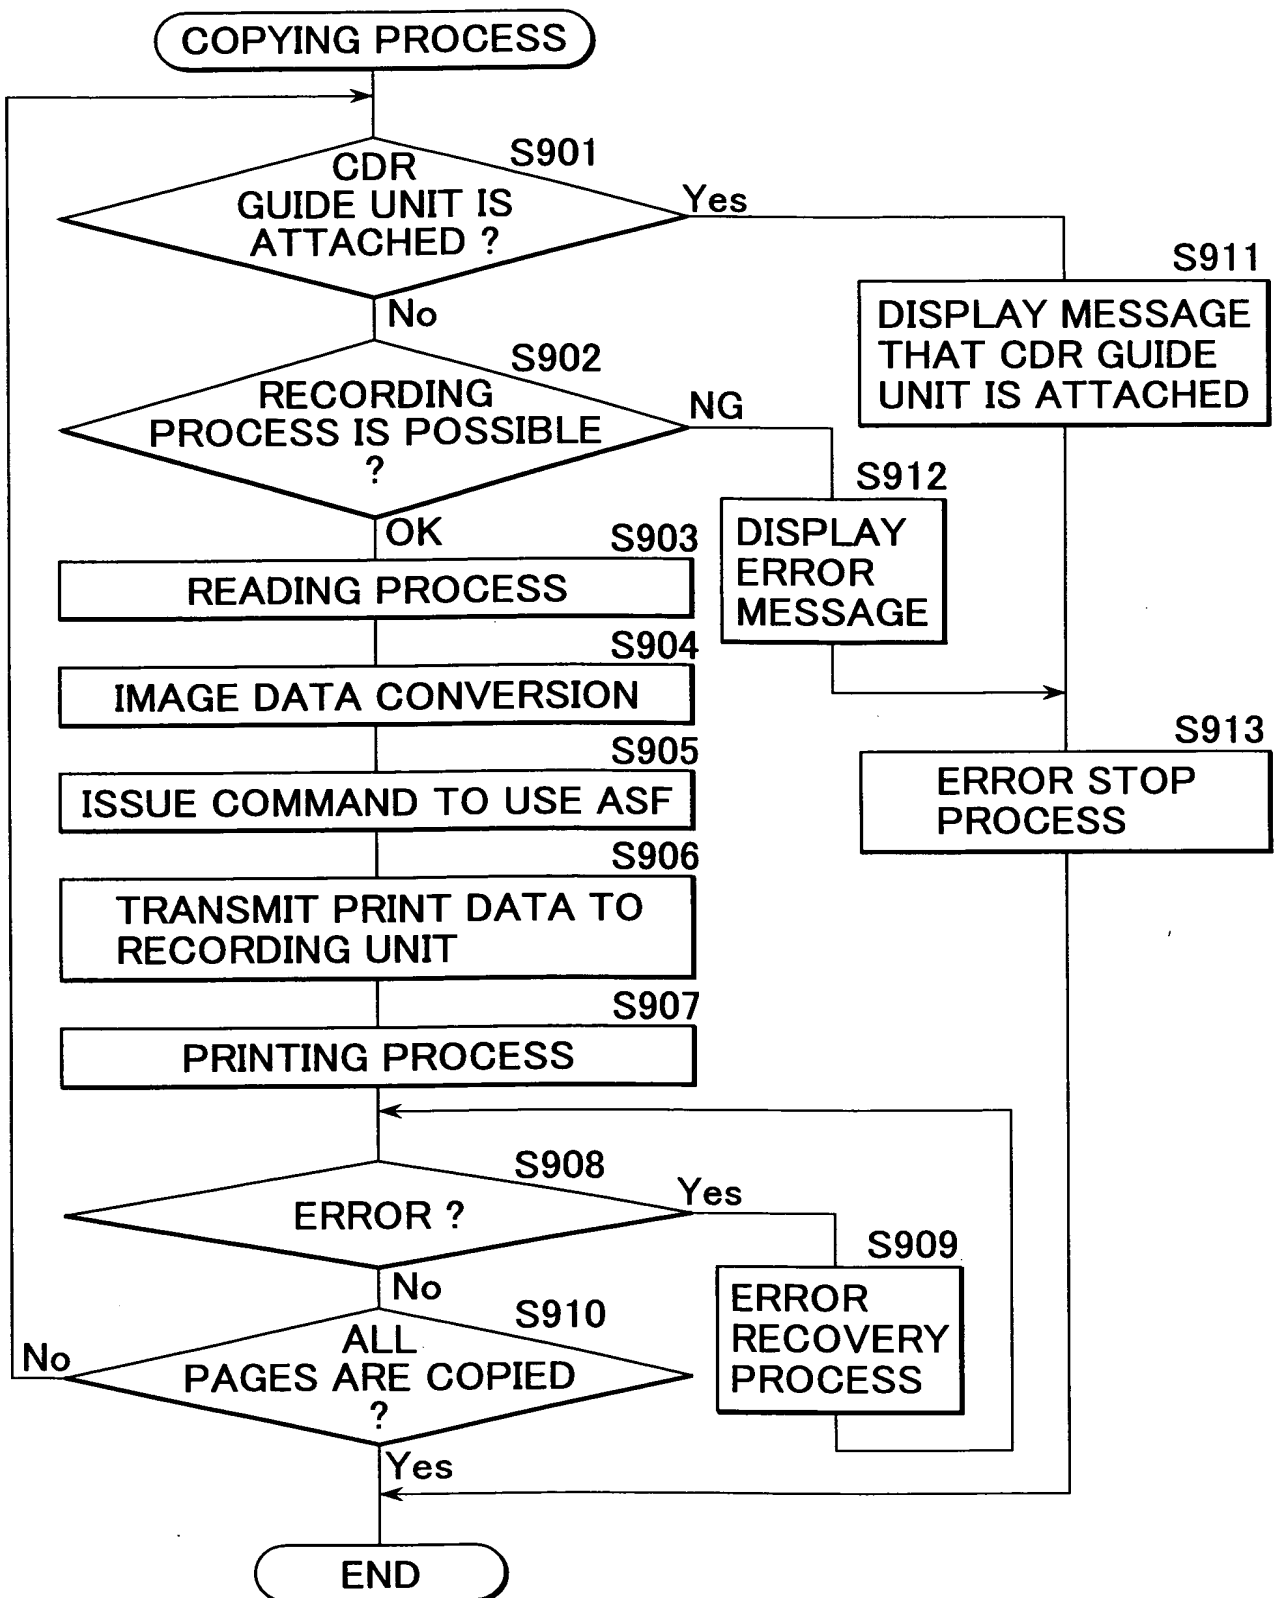 COPYING PROCESS
S901
CDR
GUIDE UNIT IS
ATTACHED ?
Yes
No
S911
DISPLAY MESSAGE
THAT CDR GUIDE
UNIT IS ATTACHED
S902
RECORDING
PROCESS IS POSSIBLE
?
NG
OK
S912
DISPLAY
ERROR
MESSAGE
S903
READING PROCESS
S904
IMAGE DATA CONVERSION
S913
ERROR STOP
PROCESS
S905
ISSUE COMMAND TO USE ASF
S906
TRANSMIT PRINT DATA TO
RECORDING UNIT
S907
PRINTING PROCESS
S908
ERROR ?
Yes
No
S909
ERROR
RECOVERY
PROCESS
S910
ALL
PAGES ARE COPIED
?
No
Yes
END